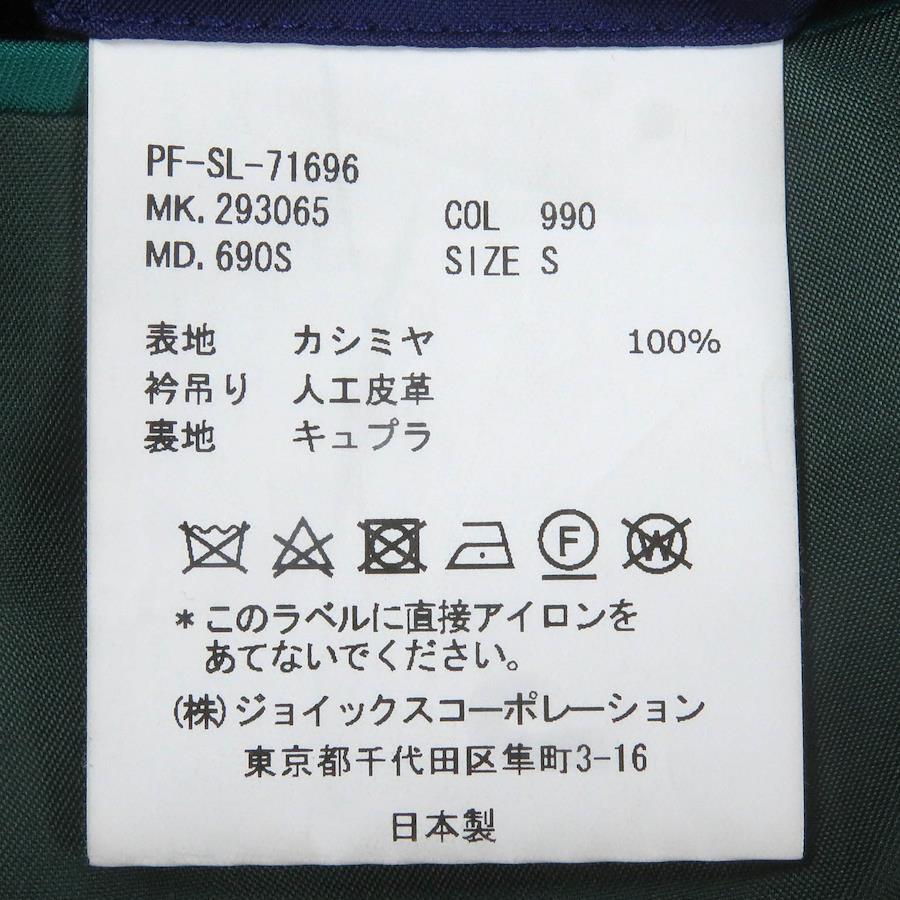 PF-SL-71696
MK. 293065 COL 990
MD. 690S SIZE S
表地 カシミヤ 100%
衿吊り 人工皮革
裏地 キュプラ
F W
*このラベルに直接アイロンを
あてないでください。
(株)ジョイックスコーポレーション
東京都千代田区隼町3-16
日本製